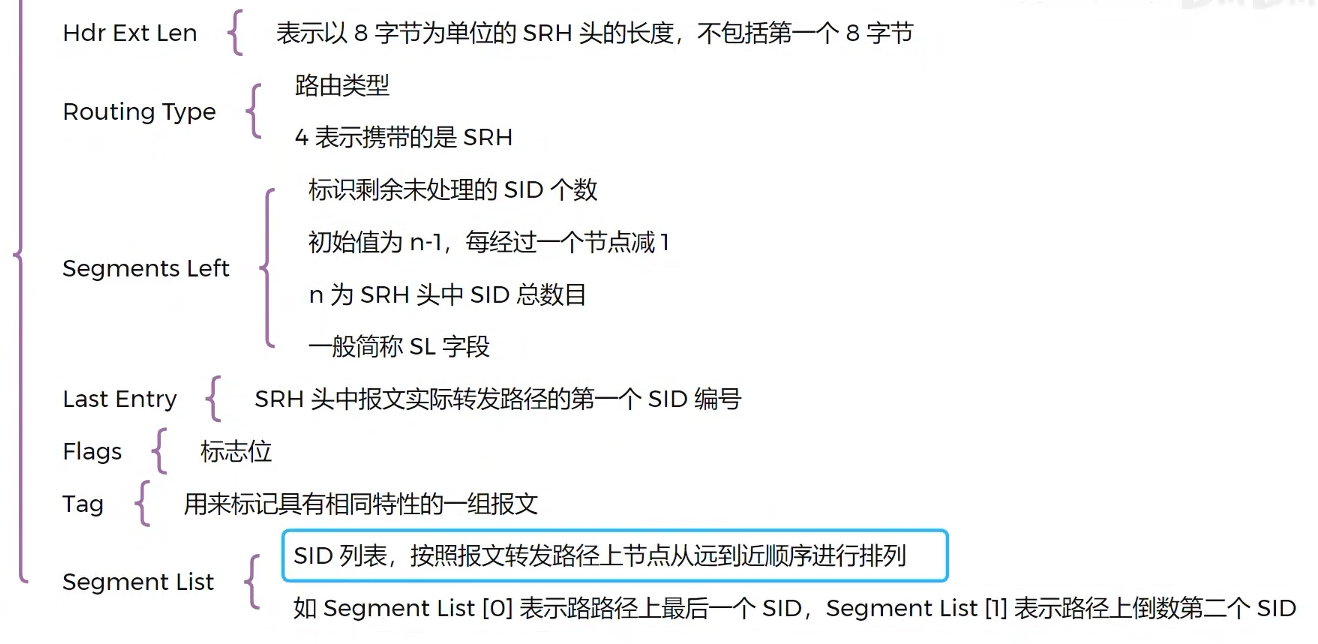 Hdr Ext Len 表示以 8 字节为单位的 SRH 头的长度，不包括第一个 8 字节
Routing Type
路由类型
4 表示携带的是 SRH
Segments Left
标识剩余未处理的 SID 个数
初始值为 n-1，每经过一个节点减 1
n 为 SRH 头中 SID 总数目
一般简称 SL 字段
Last Entry SRH 头中报文实际转发路径的第一个 SID 编号
Flags 标志位
Tag 用来标记具有相同特性的一组报文
Segment List
SID 列表，按照报文转发路径上节点从远到近顺序进行排列
如 Segment List [0] 表示路路径上最后一个 SID，Segment List [1] 表示路径上倒数第二个 SID